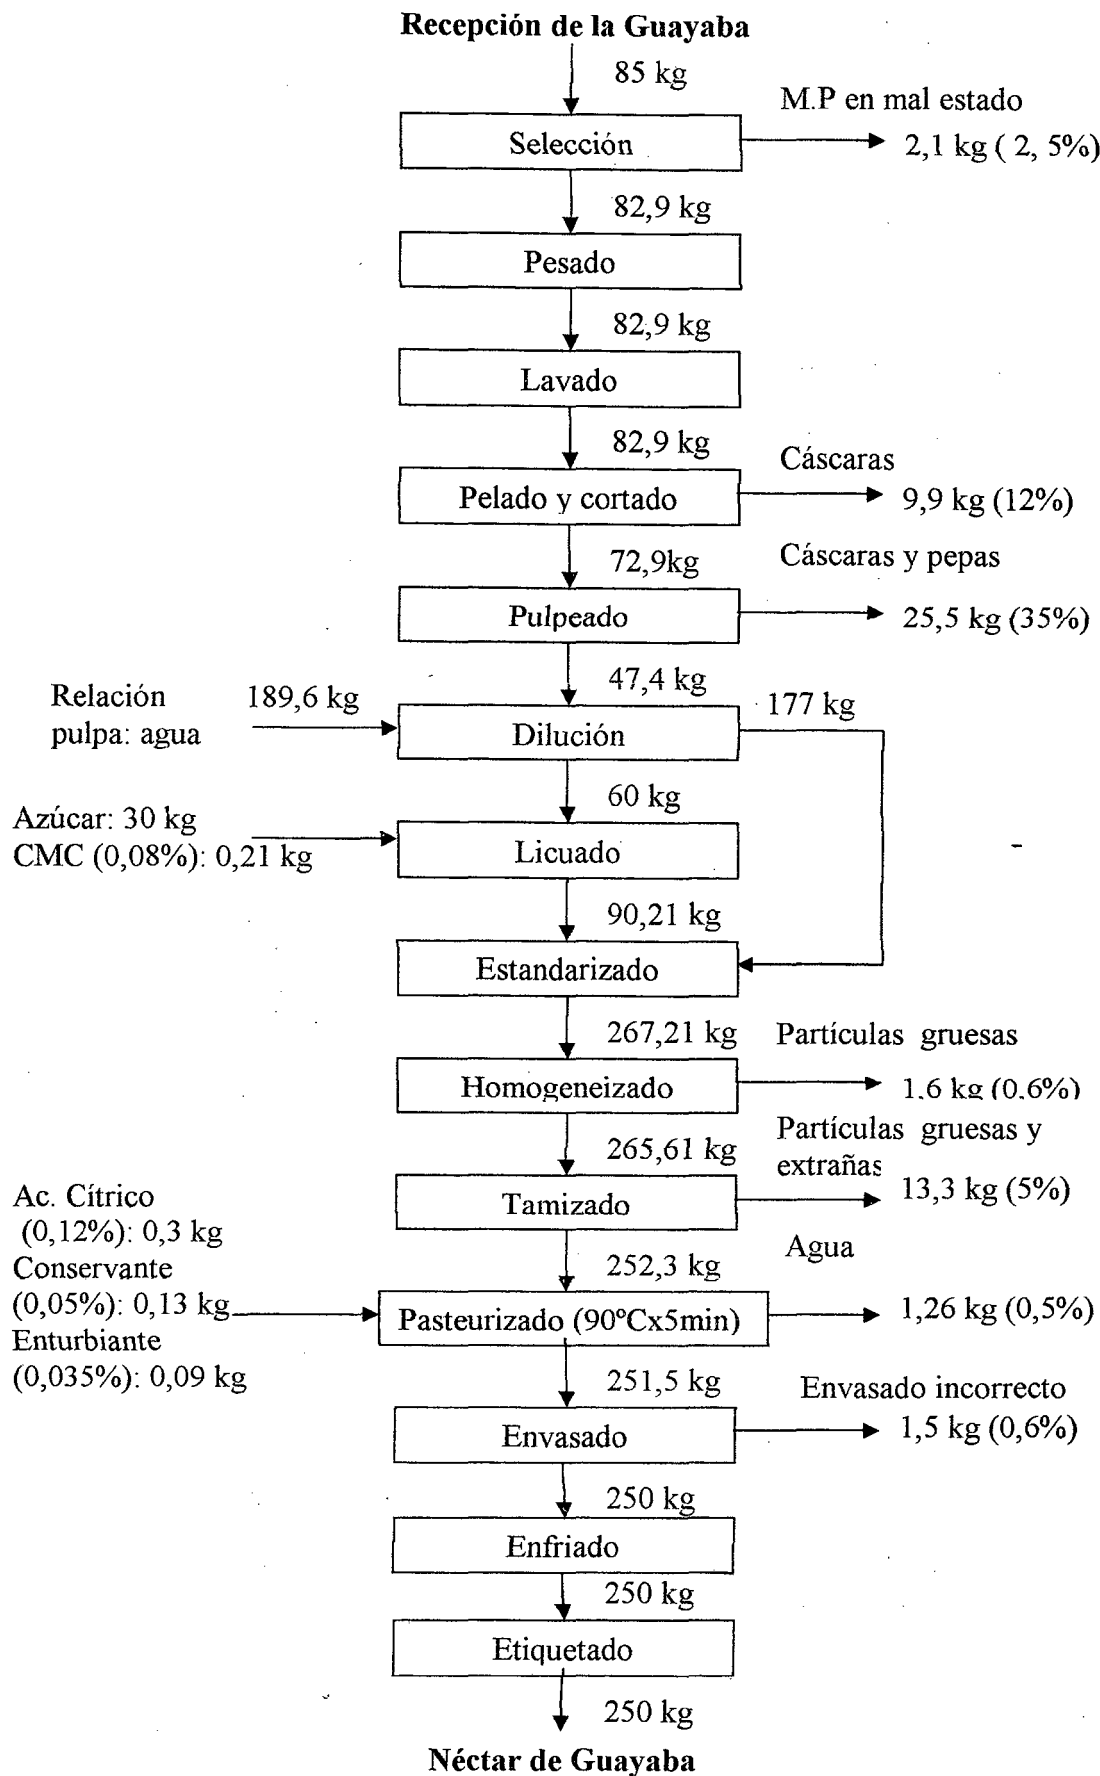 Recepción de la Guayaba
85 kg
M.P en mal estado
Selección
2,1 kg ( 2, 5%)
82,9 kg
Pesado
82,9 kg
Lavado
82,9 kg
Cáscaras
Pelado y cortado
9,9 kg (12%)
72,9kg
Cáscaras y pepas
Pulpeado
25,5 kg (35%)
47,4 kg
Relación
pulpa: agua
189,6 kg
177 kg
Dilución
60 kg
Azúcar: 30 kg
CMC (0,08%): 0,21 kg
Licuado
90,21 kg
Estandarizado
267,21 kg
Partículas gruesas
Homogeneizado
1,6 kg (0,6%)
265,61 kg
Partículas gruesas y
extrañas
Tamizado
13,3 kg (5%)
Ac. Cítrico
(0,12%): 0,3 kg
Conservante
(0,05%): 0,13 kg
Enturbiante
(0,035%): 0,09 kg
252,3 kg
Agua
Pasteurizado (90ºCx5min)
1,26 kg (0,5%)
251,5 kg
Envasado incorrecto
Envasado
1,5 kg (0,6%)
250 kg
Enfriado
250 kg
Etiquetado
250 kg
Néctar de Guayaba